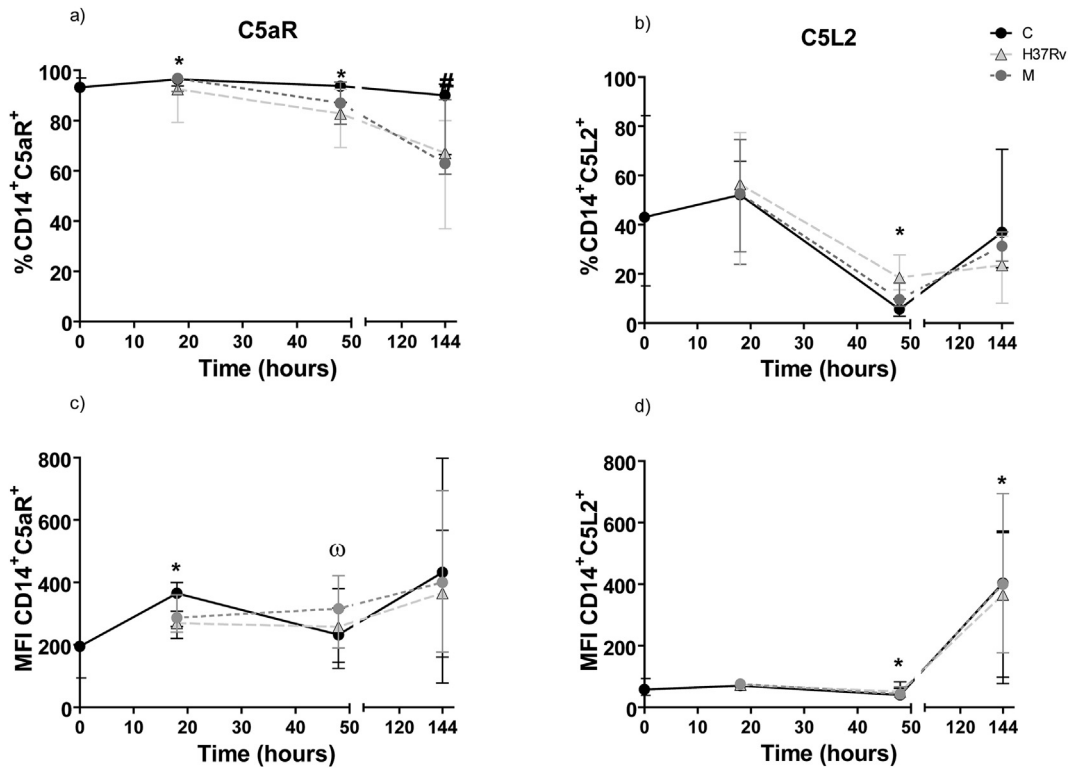 a)
C5aR
b)
C5L2
C
H37Rv
M
%CD14⁺C5aR⁺
100
80
60
40
20
0
*
*
#
0 10 20 30 40 50 120 144
Time (hours)
%CD14⁺C5L2⁺
100
80
60
40
20
0
*
0 10 20 30 40 50 120 144
Time (hours)
c)
MFI CD14⁺C5aR⁺
800
600
400
200
0
*
ω
0 10 20 30 40 50 120 144
Time (hours)
d)
MFI CD14⁺C5L2⁺
800
600
400
200
0
*
*
0 10 20 30 40 50 120 144
Time (hours)